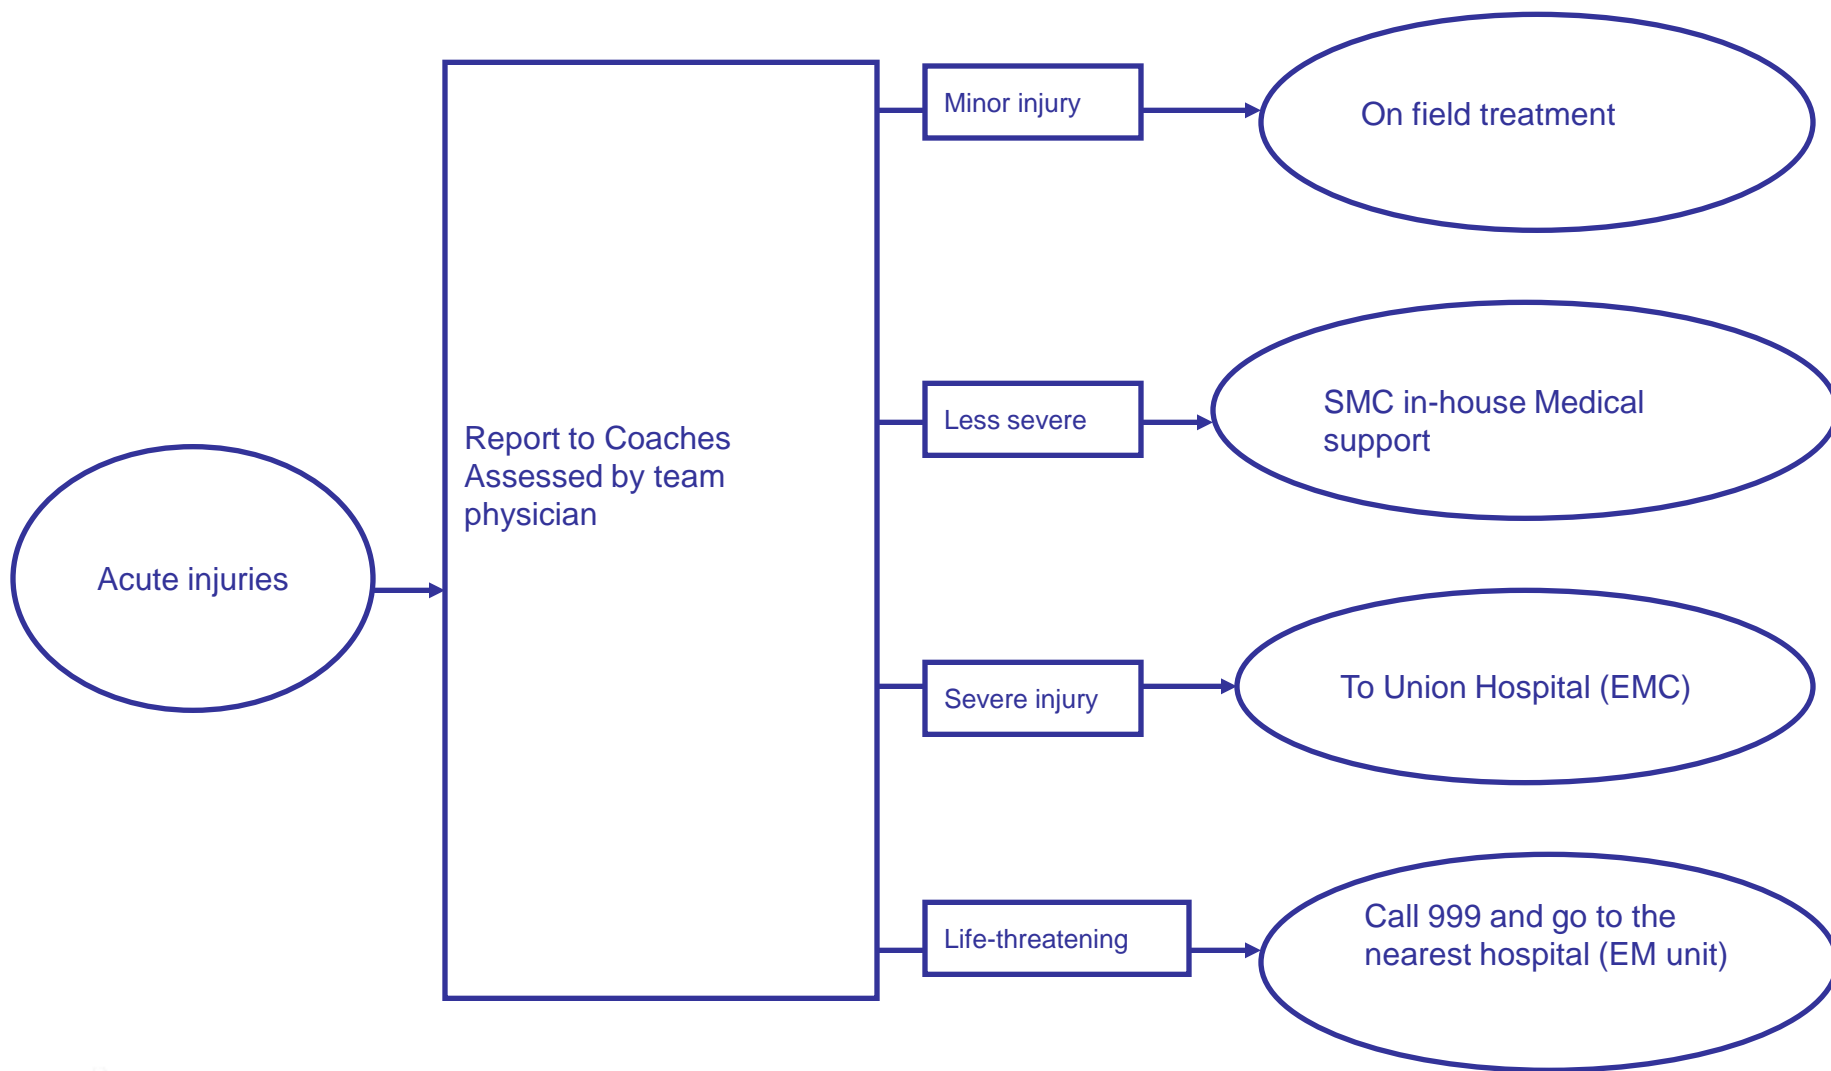 Acute injuries
Report to Coaches
Assessed by team
physician
Minor injury
On field treatment
Less severe
SMC in-house Medical
support
Severe injury
To Union Hospital (EMC)
Life-threatening
Call 999 and go to the
nearest hospital (EM unit)